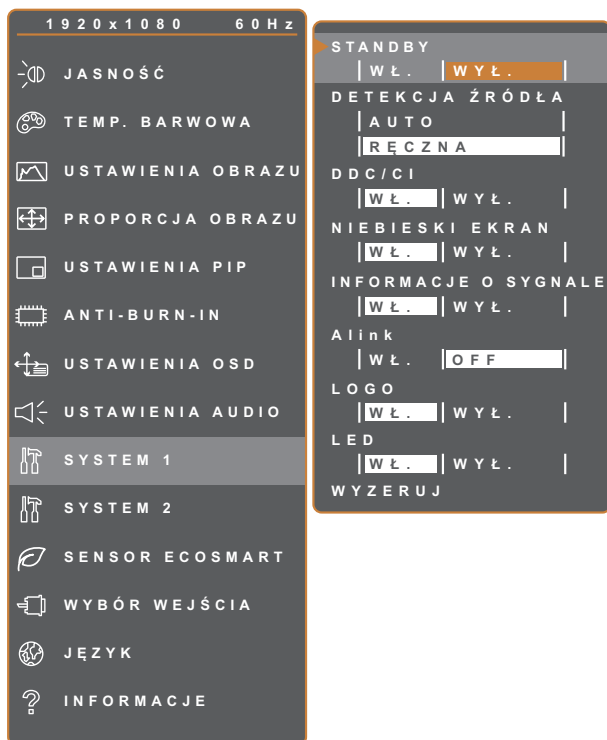 1920x1080 60Hz
JASNOŚĆ
TEMP. BARWOWA
USTAWIENIA OBRAZU
PROPORCJA OBRAZU
USTAWIENIA PIP
ANTI-BURN-IN
USTAWIENIA OSD
USTAWIENIA AUDIO
SYSTEM 1
SYSTEM 2
SENSOR ECOSMART
WYBÓR WEJŚCIA
JĘZYK
INFORMACJE
STANDBY
WŁ. WYŁ.
DETEKCJA ŹRÓDŁA
AUTO
RĘCZNA
DDC/CI
WŁ. WYŁ.
NIEBIESKI EKRAN
WŁ. WYŁ.
INFORMACJE O SYGNALE
WŁ. WYŁ.
Alink
WŁ. OFF
LOGO
WŁ. WYŁ.
LED
WŁ. WYŁ.
WYZERUJ